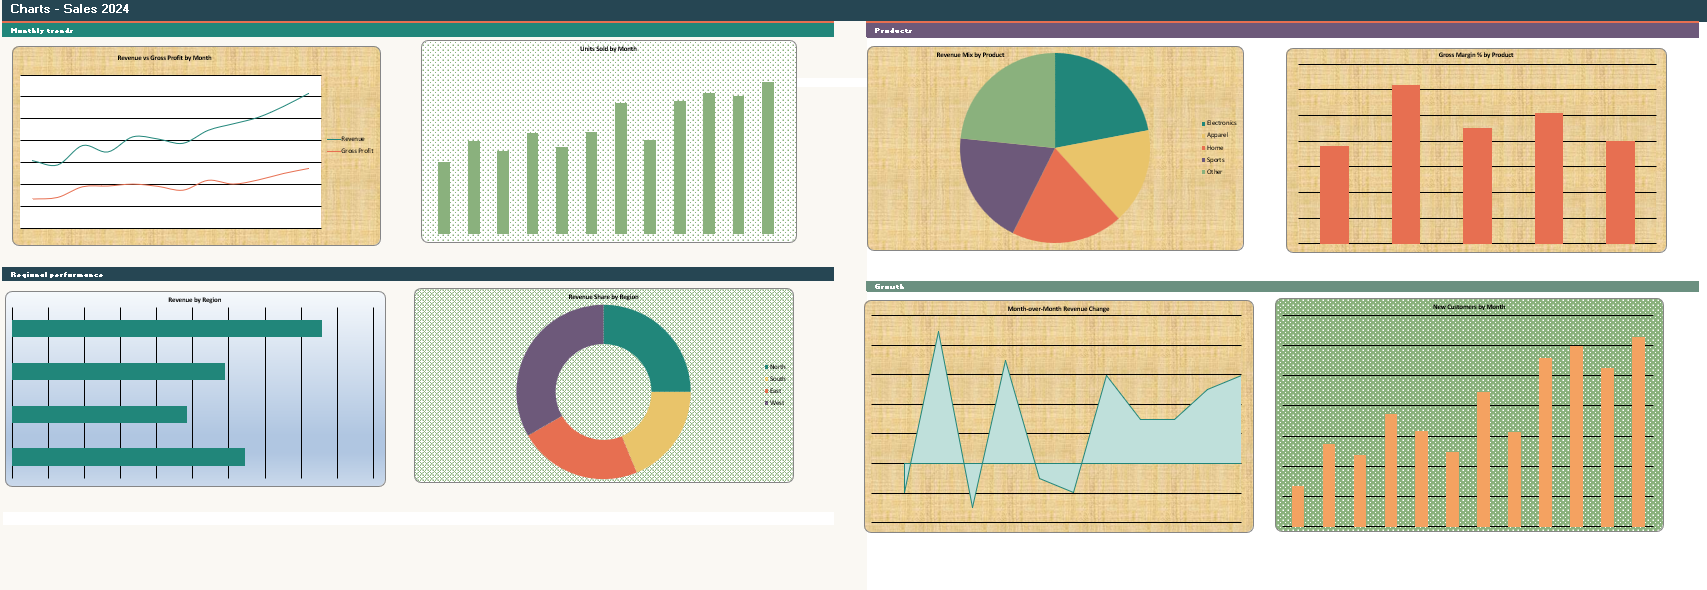 Charts - Sales 2024
Monthly trends
Products
Revenue vs Gross Profit by Month
Revenue
Gross Profit
Units Sold by Month
Revenue Mix by Product
Electronics
Apparel
Home
Sports
Other
Gross Margin % by Product
Regional performance
Growth
Revenue by Region
Revenue Share by Region
North
South
East
West
Month-over-Month Revenue Change
New Customers by Month